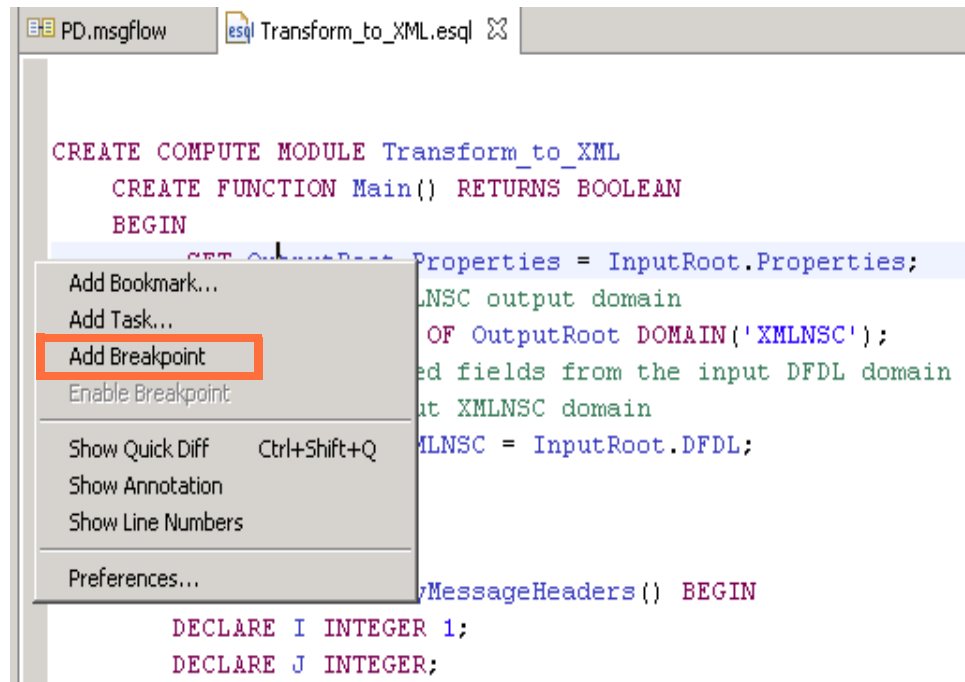 PD.msgflow
esql Transform_to_XML.esql
CREATE COMPUTE MODULE Transform_to_XML
CREATE FUNCTION Main() RETURNS BOOLEAN
BEGIN
Properties = InputRoot.Properties;
Add Bookmark...
LNSC output domain
Add Task...
OF OutputRoot DOMAIN('XMLNSC');
Add Breakpoint
ed fields from the input DFDL domain
Enable Breakpoint
ut XMLNSC domain
Show Quick Diff Ctrl+Shift+Q
MLNSC = InputRoot.DFDL;
Show Annotation
Show Line Numbers
Preferences...
yMessageHeaders() BEGIN
DECLARE I INTEGER 1;
DECLARE J INTEGER;